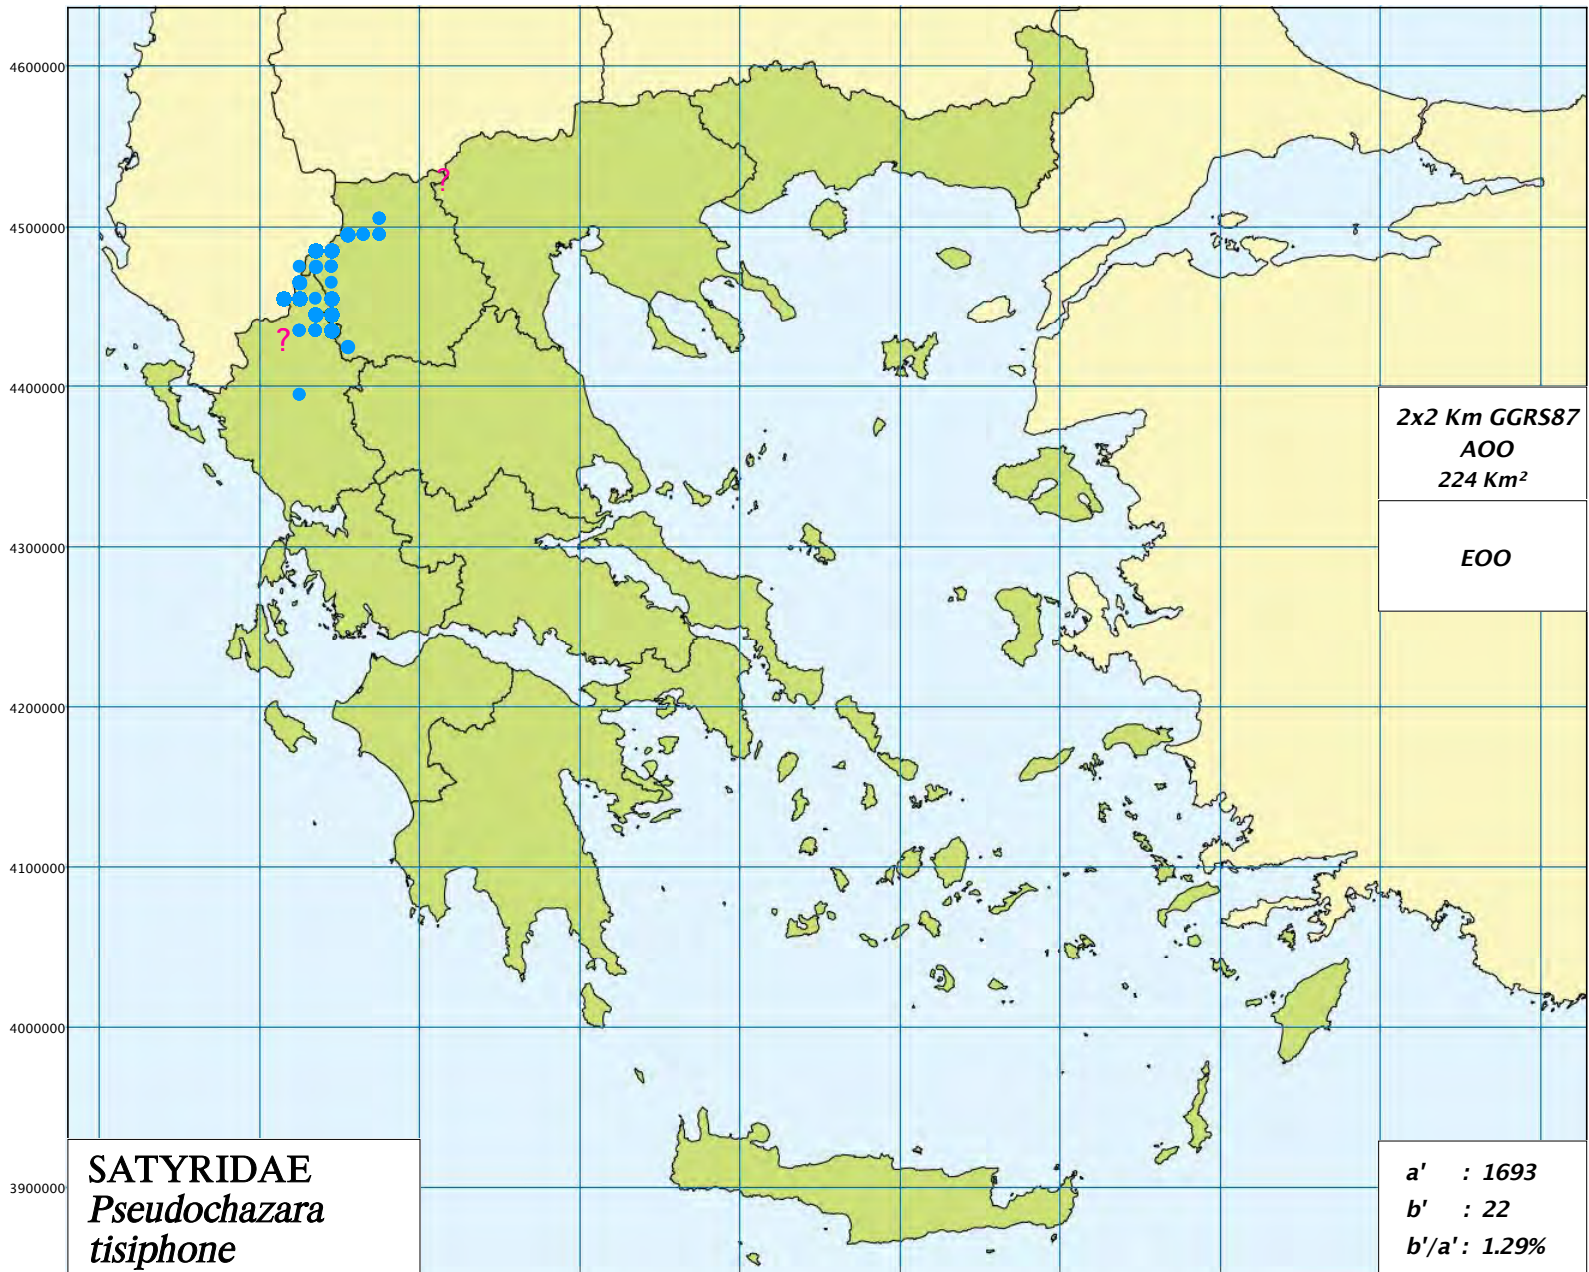 4600000
?
4500000
?
4400000
2x2 Km GGRS87
AOO
224 Km²
4300000
EOO
4200000
4100000
4000000
SATYRIDAE
Pseudochazara
tisiphone
3900000
a' : 1693
b' : 22
b'/a' : 1.29%